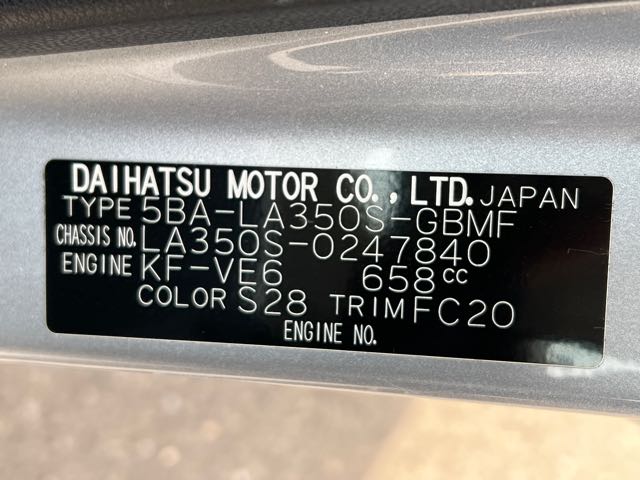 DAIHATSU MOTOR CO., LTD. JAPAN
TYPE 5BA-LA350S-GBMF
CHASSIS NO. LA350S-0247840
ENGINE KF-VE6 658cc
COLOR S28 TRIM FC20
ENGINE NO.